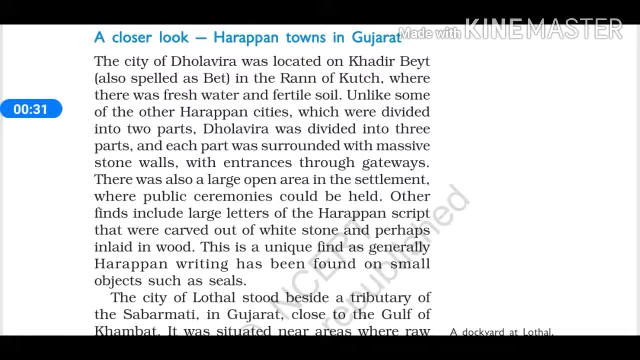 A closer look — Harappan towns in Gujarat
Made with KINEMASTER
The city of Dholavira was located on Khadir Beyt
(also spelled as Bet) in the Rann of Kutch, where
there was fresh water and fertile soil. Unlike some
00:31
of the other Harappan cities, which were divided
into two parts, Dholavira was divided into three
parts, and each part was surrounded with massive
stone walls, with entrances through gateways.
There was also a large open area in the settlement,
where public ceremonies could be held. Other
finds include large letters of the Harappan script
that were carved out of white stone and perhaps
inlaid in wood. This is a unique find as generally
Harappan writing has been found on small
objects such as seals.
The city of Lothal stood beside a tributary of
the Sabarmati, in Gujarat, close to the Gulf of
Khambat. It was situated near areas where raw
A dockyard at Lothal.
© NCERT
republished